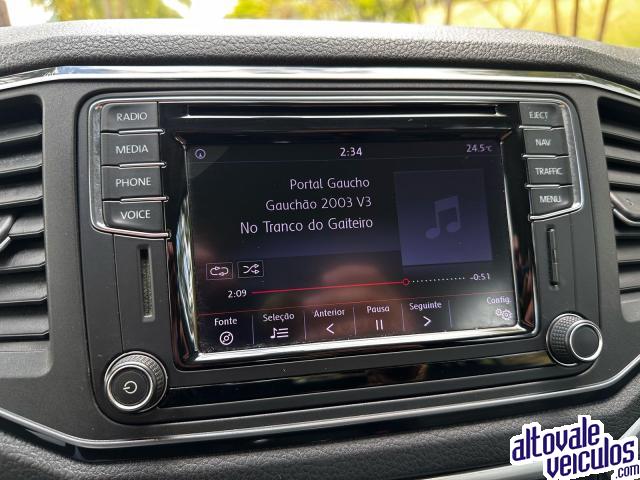 RADIO
MEDIA
PHONE
VOICE
EJECT
NAV
TRAFFIC
MENU
2:34
24.5°C
Portal Gaucho
Gauchão 2003 V3
No Tranco do Gaiteiro
2:09
-0:51
Fonte
Seleção
Anterior
Pausa
Seguinte
Config.
altovale
veiculos.com